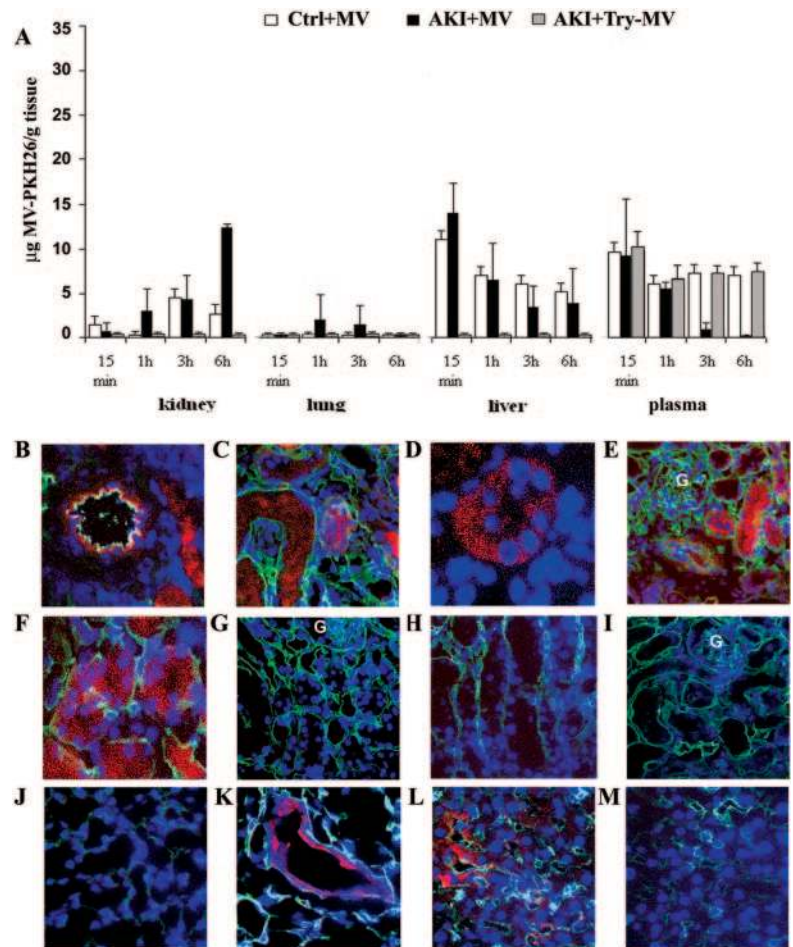 Ctrl+MV AKI+MV AKI+Try-MV
A
35
30
25
20
15
10
5
0
µg MV-PKH26/g tissue
15 min 1h 3h 6h 15 min 1h 3h 6h 15 min 1h 3h 6h 15 min 1h 3h 6h
kidney lung liver plasma
B C D E
G
F G H I
G G
J K L M